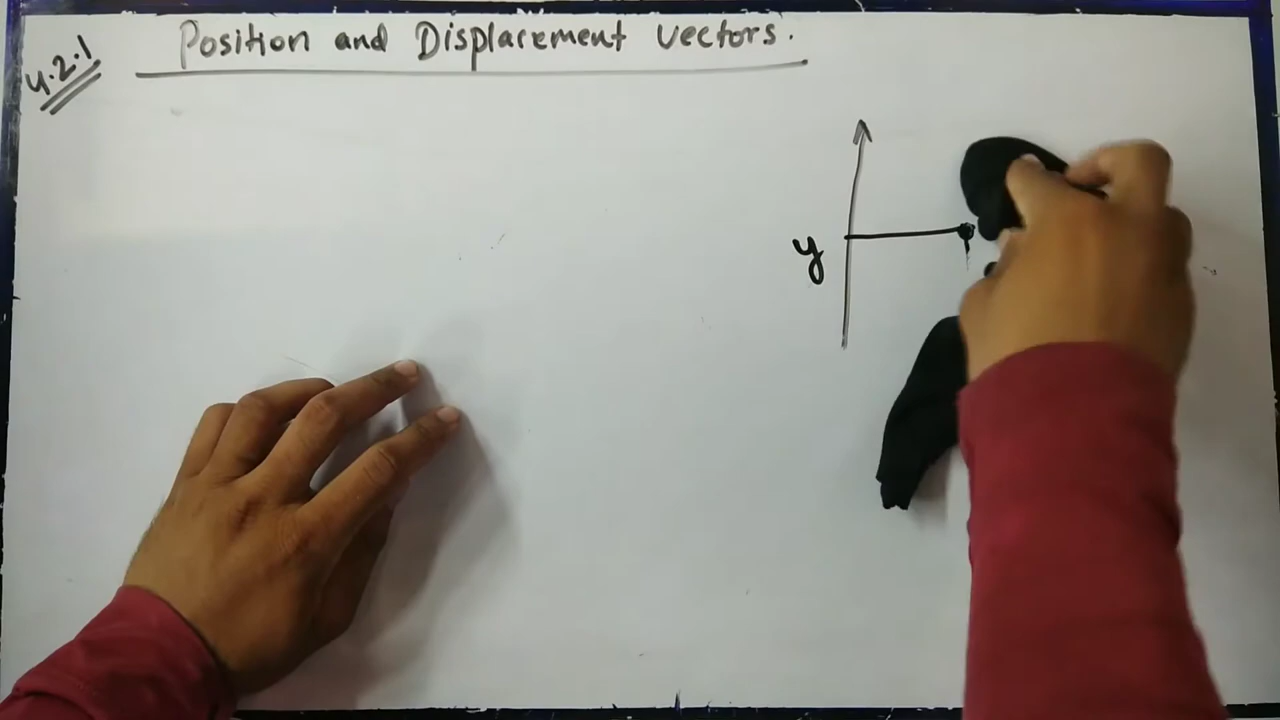 4.2.1 Position and Displacement vectors.
y